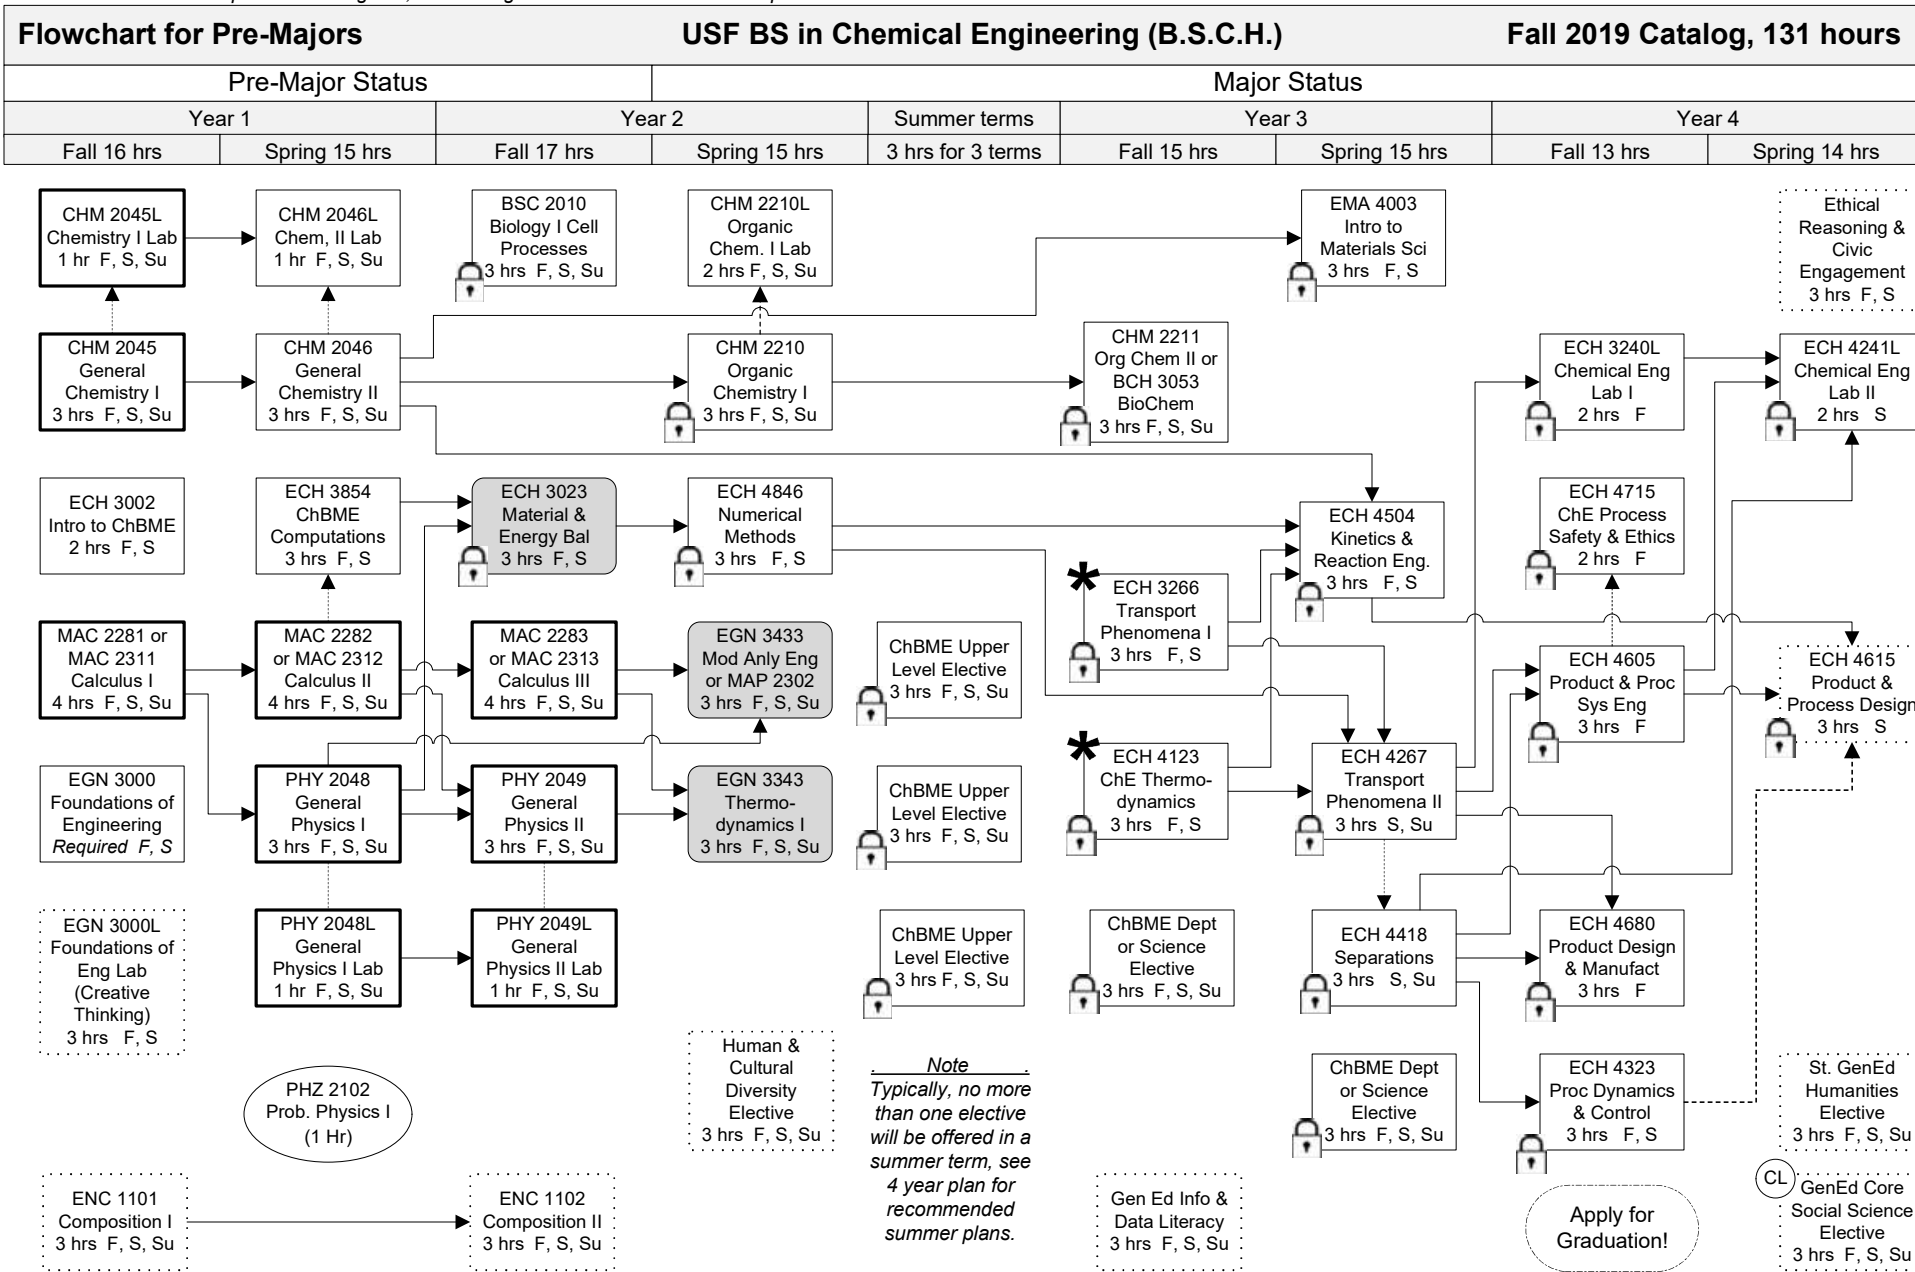 Flowchart for Pre-Majors
USF BS in Chemical Engineering (B.S.C.H.)
Fall 2019 Catalog, 131 hours
Pre-Major Status
Major Status
Year 1
Year 2
Summer terms
Year 3
Year 4
Fall 16 hrs
Spring 15 hrs
Fall 17 hrs
Spring 15 hrs
3 hrs for 3 terms
Fall 15 hrs
Spring 15 hrs
Fall 13 hrs
Spring 14 hrs
CHM 2045L
Chemistry I Lab
1 hr F, S, Su
CHM 2046L
Chem, II Lab
1 hr F, S, Su
BSC 2010
Biology I Cell
Processes
3 hrs F, S, Su
CHM 2210L
Organic
Chem. I Lab
2 hrs F, S, Su
EMA 4003
Intro to
Materials Sci
3 hrs F, S
Ethical
Reasoning &
Civic
Engagement
3 hrs F, S
CHM 2045
General
Chemistry I
3 hrs F, S, Su
CHM 2046
General
Chemistry II
3 hrs F, S, Su
CHM 2210
Organic
Chemistry I
3 hrs F, S, Su
CHM 2211
Org Chem II or
BCH 3053
BioChem
3 hrs F, S, Su
ECH 3240L
Chemical Eng
Lab I
2 hrs F
ECH 4241L
Chemical Eng
Lab II
2 hrs S
ECH 3002
Intro to ChBME
2 hrs F, S
ECH 3854
ChBME
Computations
3 hrs F, S
ECH 3023
Material &
Energy Bal
3 hrs F, S
ECH 4846
Numerical
Methods
3 hrs F, S
ECH 4504
Kinetics &
Reaction Eng.
3 hrs F, S
ECH 4715
ChE Process
Safety & Ethics
2 hrs F
*
ECH 3266
Transport
Phenomena I
3 hrs F, S
MAC 2281 or
MAC 2311
Calculus I
4 hrs F, S, Su
MAC 2282
or MAC 2312
Calculus II
4 hrs F, S, Su
MAC 2283
or MAC 2313
Calculus III
4 hrs F, S, Su
EGN 3433
Mod Anly Eng
or MAP 2302
3 hrs F, S, Su
ChBME Upper
Level Elective
3 hrs F, S, Su
ECH 4605
Product & Proc
Sys Eng
3 hrs F
ECH 4615
Product &
Process Design
3 hrs S
EGN 3000
Foundations of
Engineering
Required F, S
PHY 2048
General
Physics I
3 hrs F, S, Su
PHY 2049
General
Physics II
3 hrs F, S, Su
EGN 3343
Thermo-
dynamics I
3 hrs F, S, Su
ChBME Upper
Level Elective
3 hrs F, S, Su
*
ECH 4123
ChE Thermo-
dynamics
3 hrs F, S
ECH 4267
Transport
Phenomena II
3 hrs S, Su
EGN 3000L
Foundations of
Eng Lab
(Creative
Thinking)
3 hrs F, S
PHY 2048L
General
Physics I Lab
1 hr F, S, Su
PHY 2049L
General
Physics II Lab
1 hr F, S, Su
ChBME Upper
Level Elective
3 hrs F, S, Su
ChBME Dept
or Science
Elective
3 hrs F, S, Su
ECH 4418
Separations
3 hrs S, Su
ECH 4680
Product Design
& Manufact
3 hrs F
PHZ 2102
Prob. Physics I
(1 Hr)
Human &
Cultural
Diversity
Elective
3 hrs F, S, Su
. Note .
Typically, no more
than one elective
will be offered in a
summer term, see
4 year plan for
recommended
summer plans.
ChBME Dept
or Science
Elective
3 hrs F, S, Su
ECH 4323
Proc Dynamics
& Control
3 hrs F, S
St. GenEd
Humanities
Elective
3 hrs F, S, Su
ENC 1101
Composition I
3 hrs F, S, Su
ENC 1102
Composition II
3 hrs F, S, Su
Gen Ed Info &
Data Literacy
3 hrs F, S, Su
Apply for
Graduation!
CL
GenEd Core
Social Science
Elective
3 hrs F, S, Su